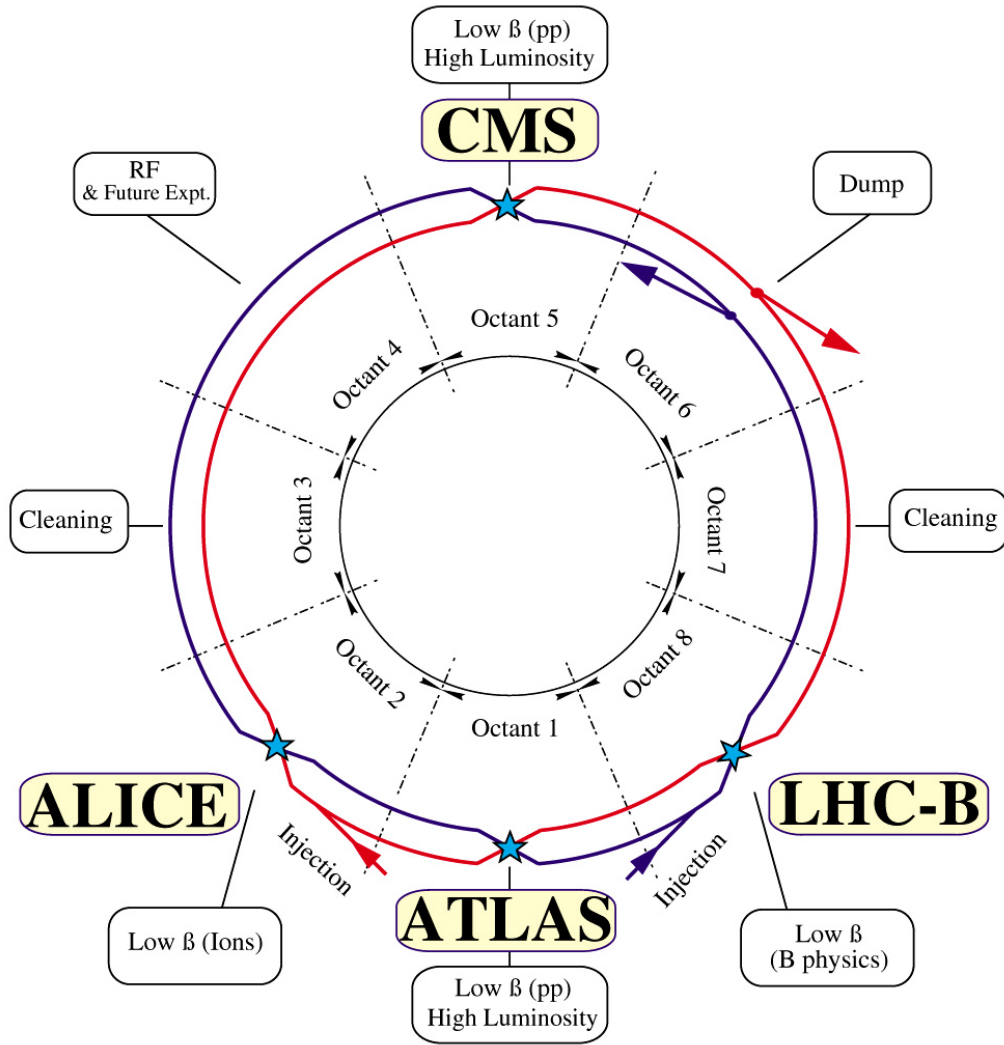 Low ß (pp)
High Luminosity
CMS
RF
& Future Expt.
Dump
Octant 5
Octant 4
Octant 6
Cleaning
Octant 3
Octant 7
Cleaning
Octant 2
Octant 8
Octant 1
ALICE
LHC-B
Injection
Injection
ATLAS
Low ß (Ions)
Low ß
(B physics)
Low ß (pp)
High Luminosity